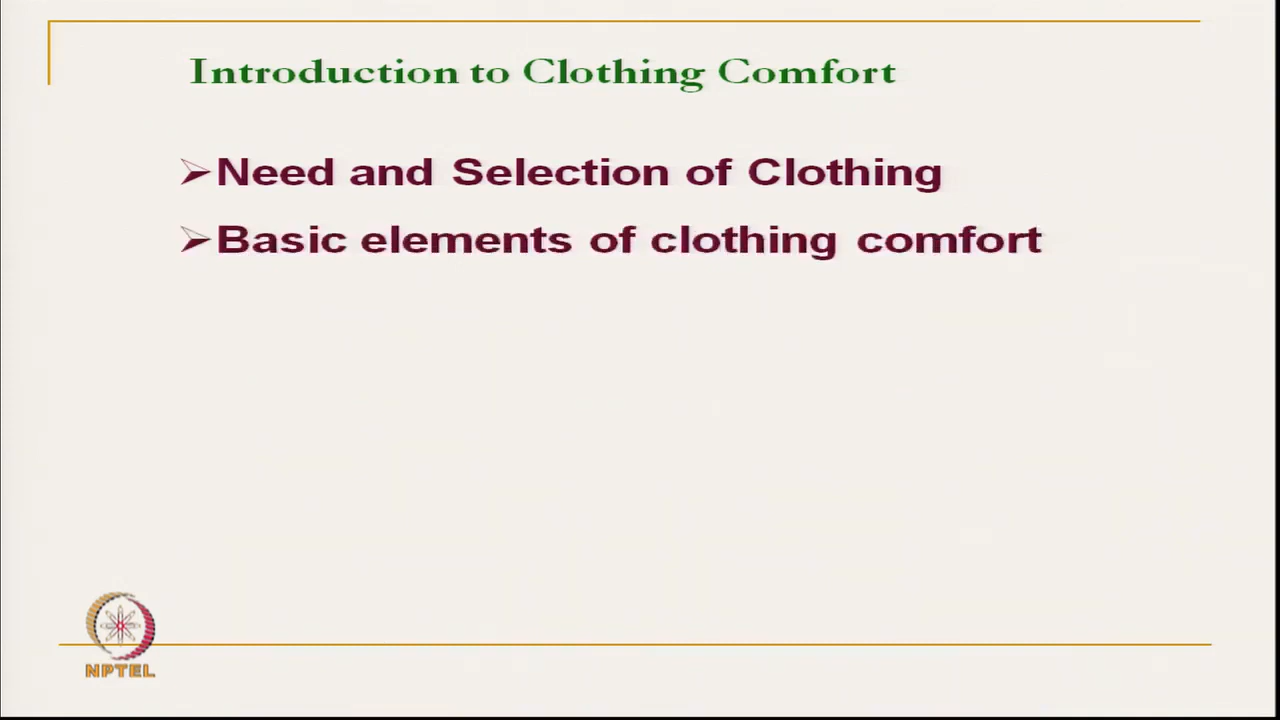 Introduction to Clothing Comfort
Need and Selection of Clothing
Basic elements of clothing comfort
NPTEL